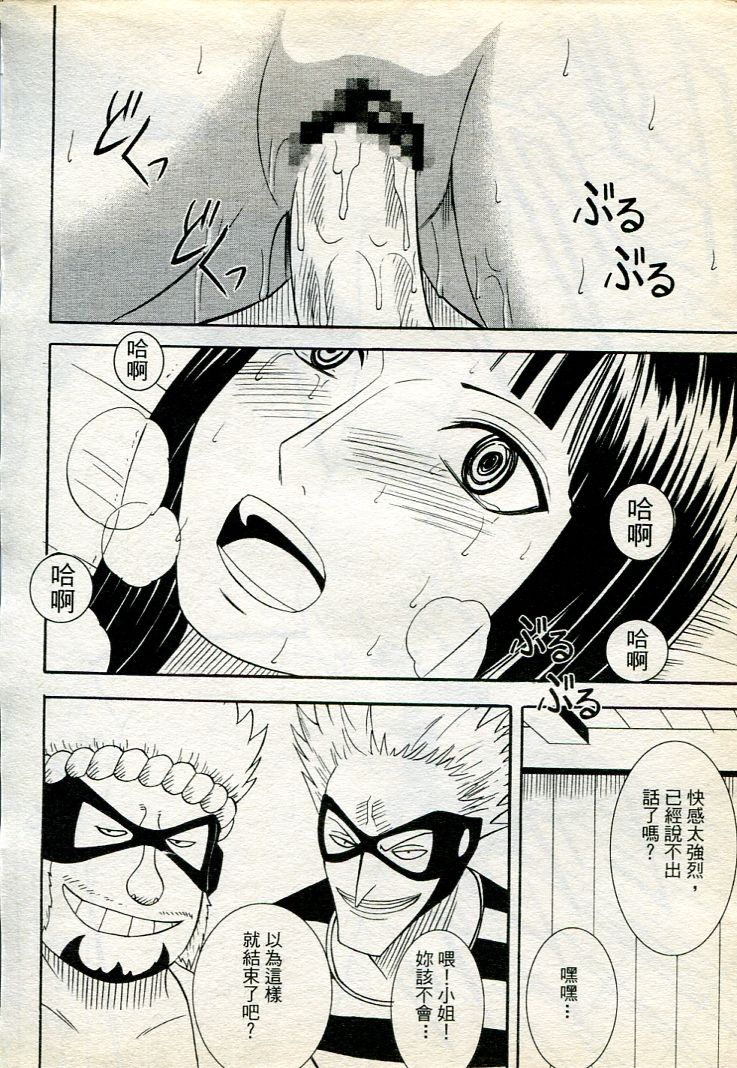 どくっ
どくっ
ぶる
ぶる
哈
啊
哈
啊
哈
啊
哈
啊
ぶる
ぶる
快感太強烈，
已經說不出
話了嗎？
嘿嘿…
喂！小姐！
妳該不會…
以為這樣
就結束了吧？